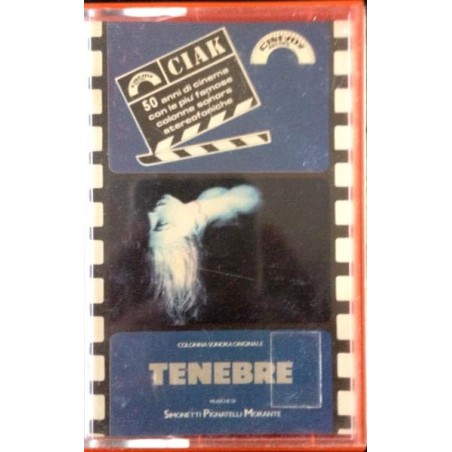 CINEVOX
CIAK
50 anni di cinema
con le più famose
colonne sonore
stereofoniche
CINEVOX
RECORD
COLONNA SONORA ORIGINALE
TENEBRE
MUSICHE DI
SIMONETTI PIGNATELLI MORANTE